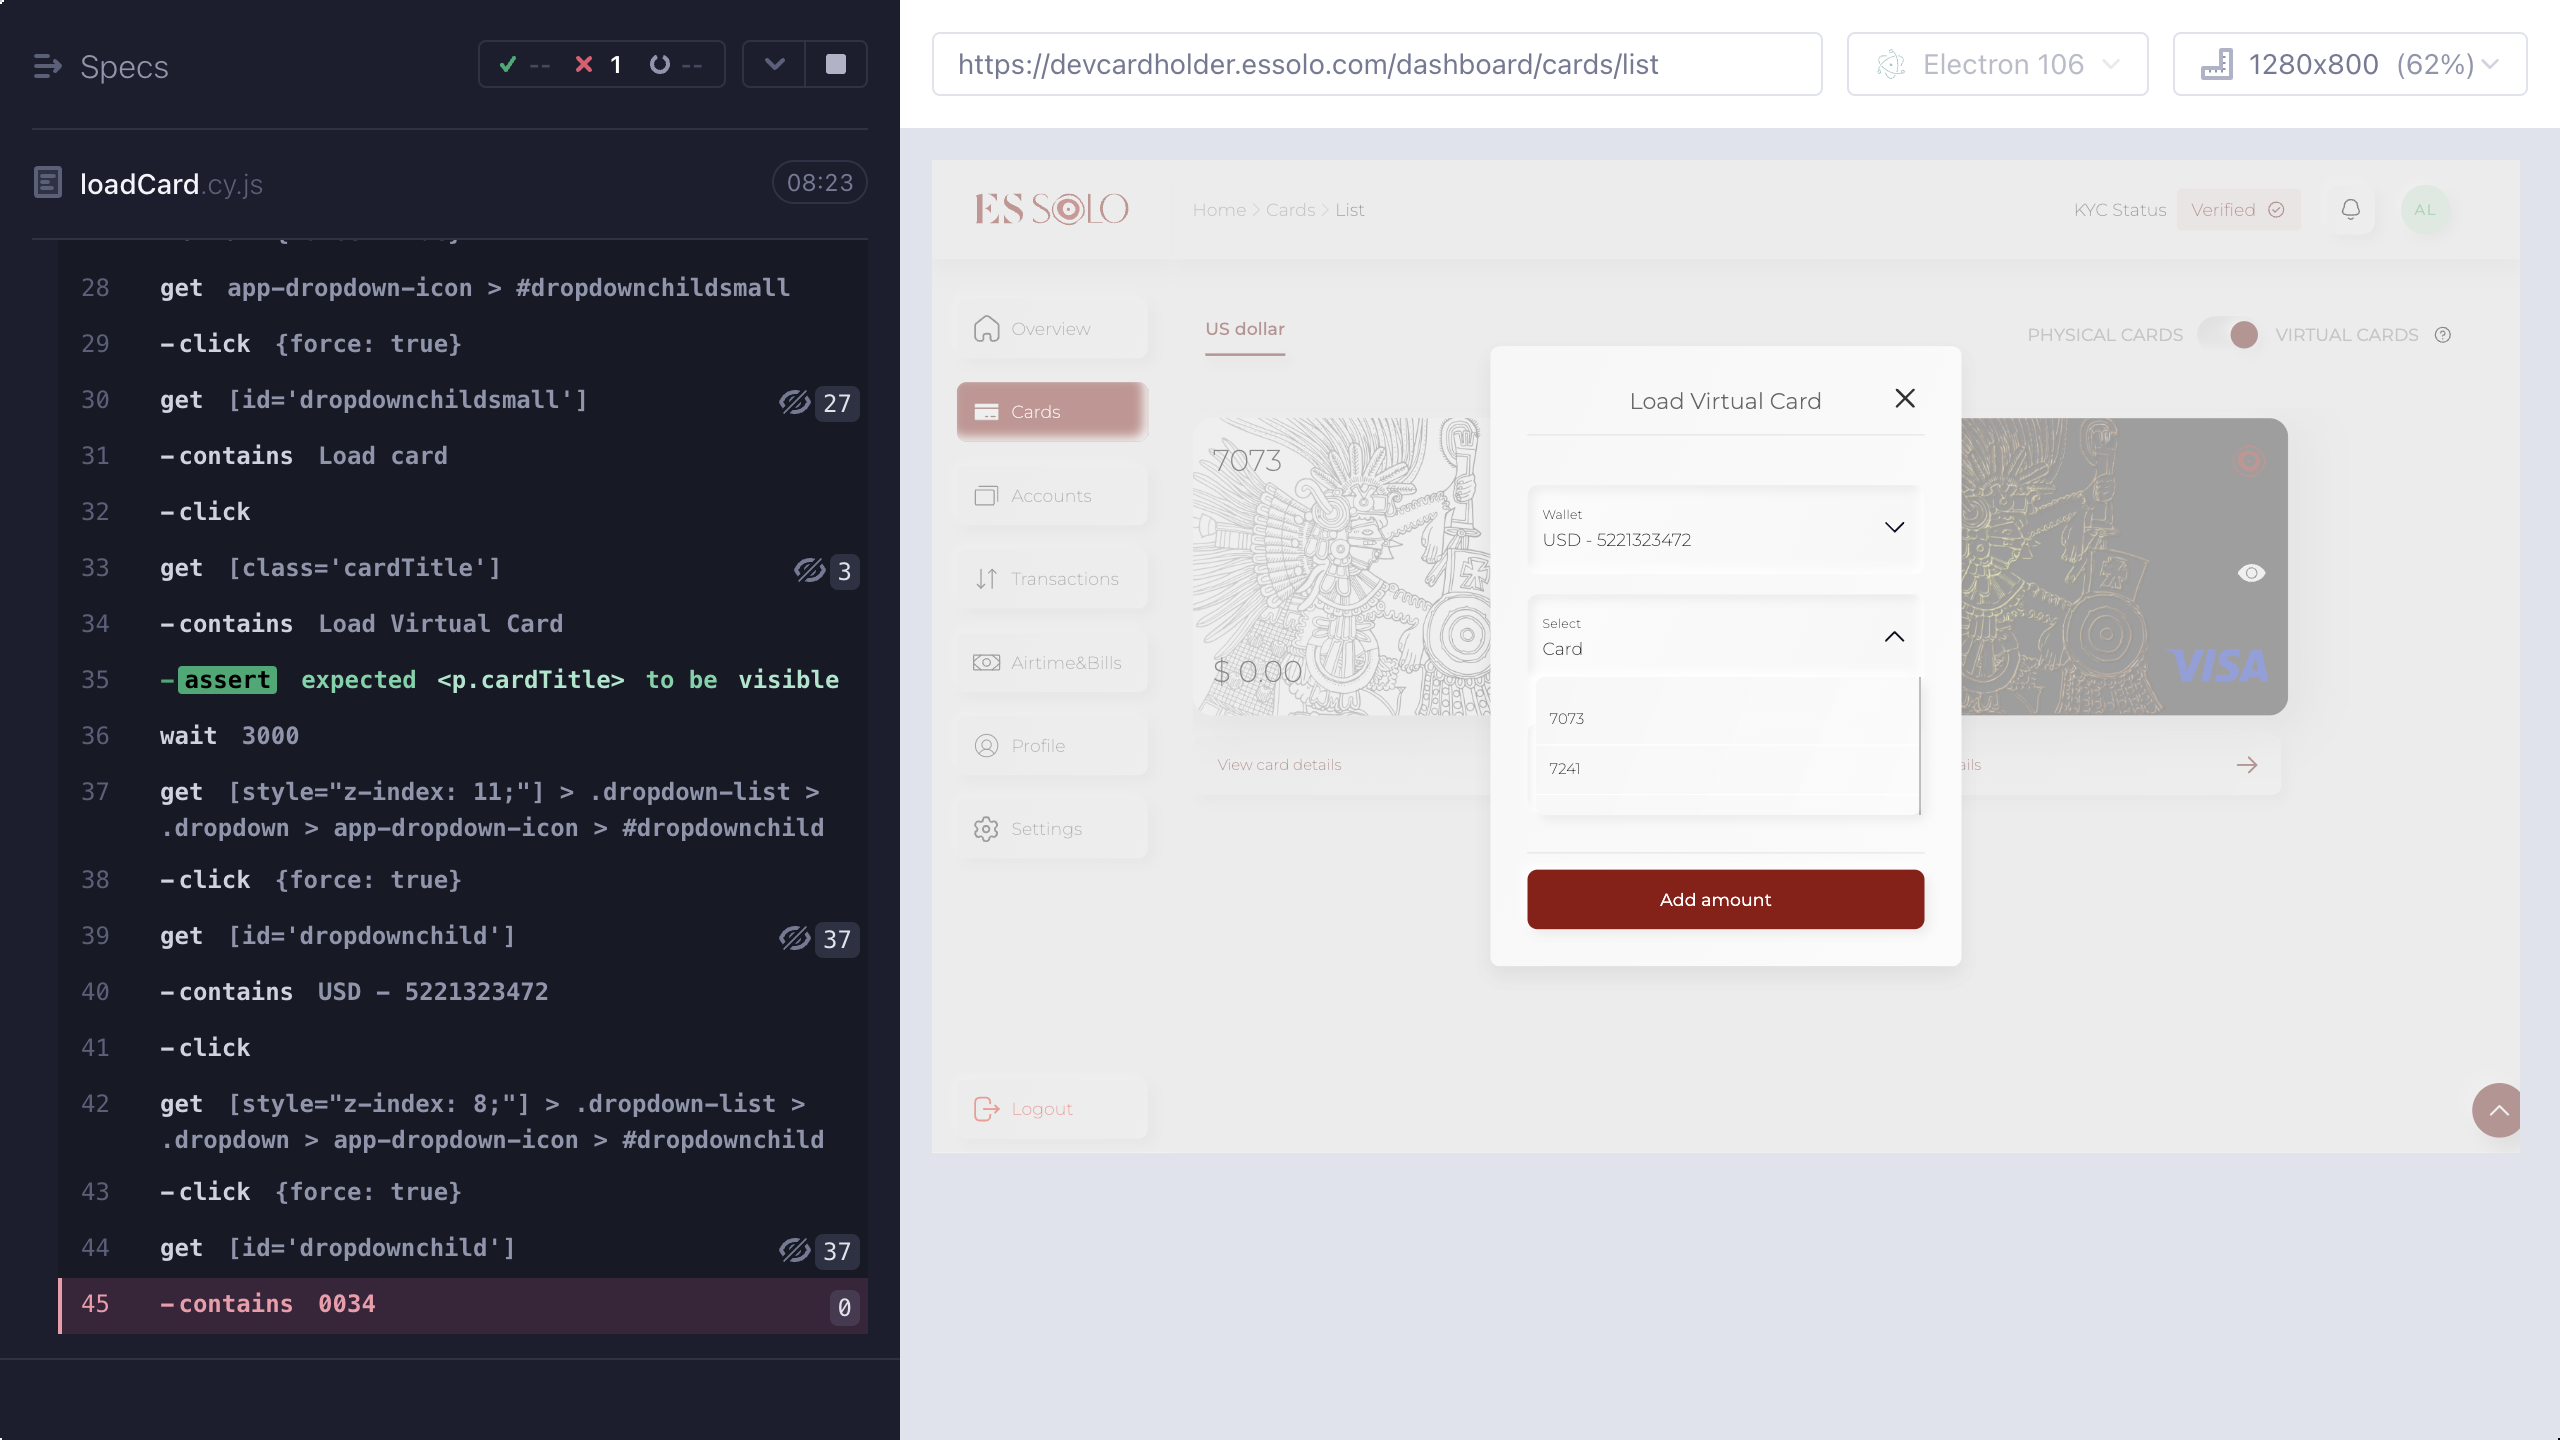 Specs
-- 1 --
loadCard.cy.js
08:23
28 get app-dropdown-icon > #dropdownchildsmall
29 -click {force: true}
30 get [id='dropdownchildsmall'] 27
31 -contains Load card
32 -click
33 get [class='cardTitle'] 3
34 -contains Load Virtual Card
35 -assert expected <p.cardTitle> to be visible
36 wait 3000
37 get [style="z-index: 11;"] > .dropdown-list >
.dropdown > app-dropdown-icon > #dropdownchild
38 -click {force: true}
39 get [id='dropdownchild'] 37
40 -contains USD - 5221323472
41 -click
42 get [style="z-index: 8;"] > .dropdown-list >
.dropdown > app-dropdown-icon > #dropdownchild
43 -click {force: true}
44 get [id='dropdownchild'] 37
45 -contains 0034 0
https://devcardholder.essolo.com/dashboard/cards/list
Electron 106
1280x800 (62%)
ES SOLO
Home > Cards > List
KYC Status
Verified
AL
Overview
Cards
Accounts
Transactions
Airtime&Bills
Profile
Settings
Logout
US dollar
PHYSICAL CARDS
VIRTUAL CARDS
7073
$ 0.00
View card details
VISA
ails
Load Virtual Card
Wallet
USD - 5221323472
Select
Card
7073
7241
Add amount